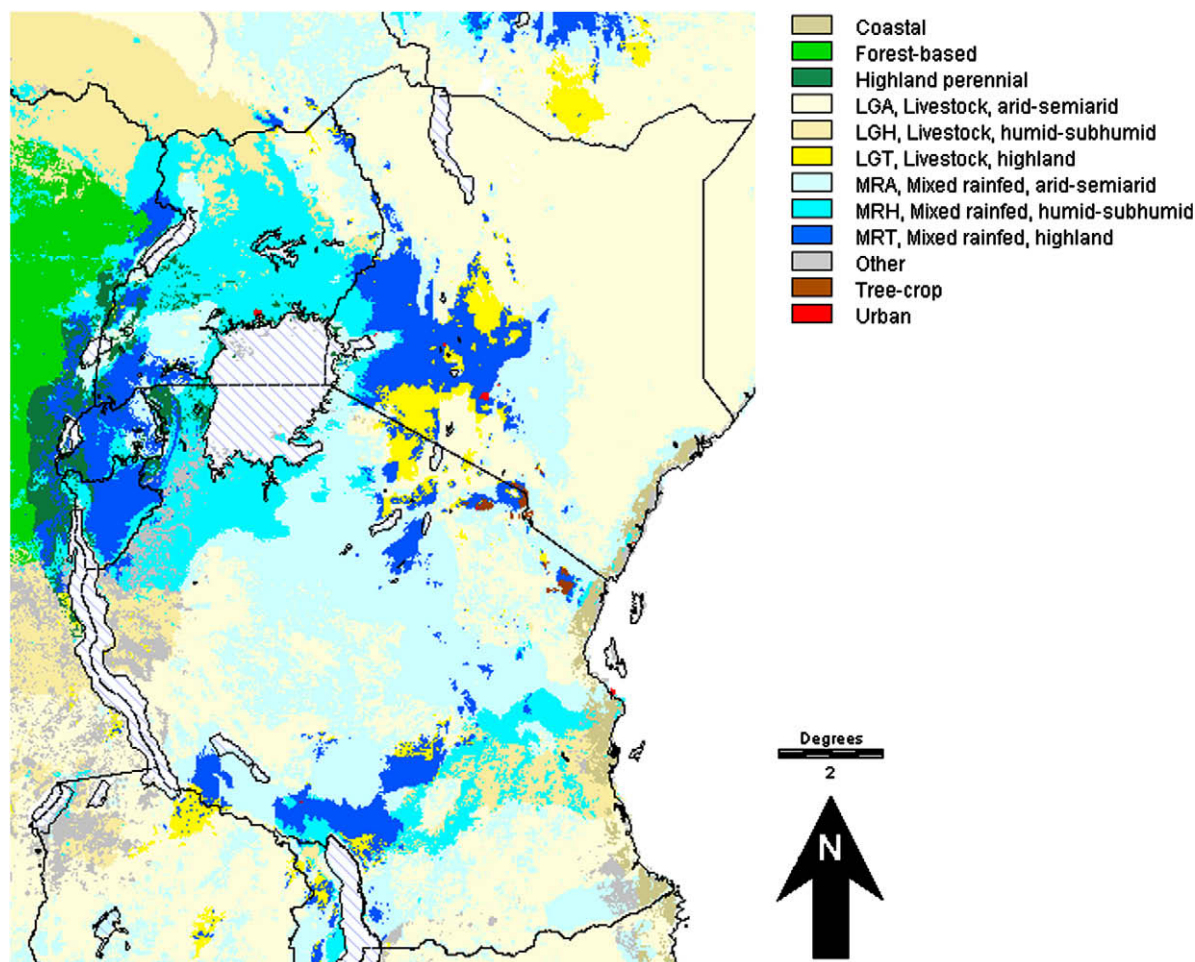 Coastal
Forest-based
Highland perennial
LGA, Livestock, arid-semiarid
LGH, Livestock, humid-subhumid
LGT, Livestock, highland
MRA, Mixed rainfed, arid-semiarid
MRH, Mixed rainfed, humid-subhumid
MRT, Mixed rainfed, highland
Other
Tree-crop
Urban
Degrees
2
N